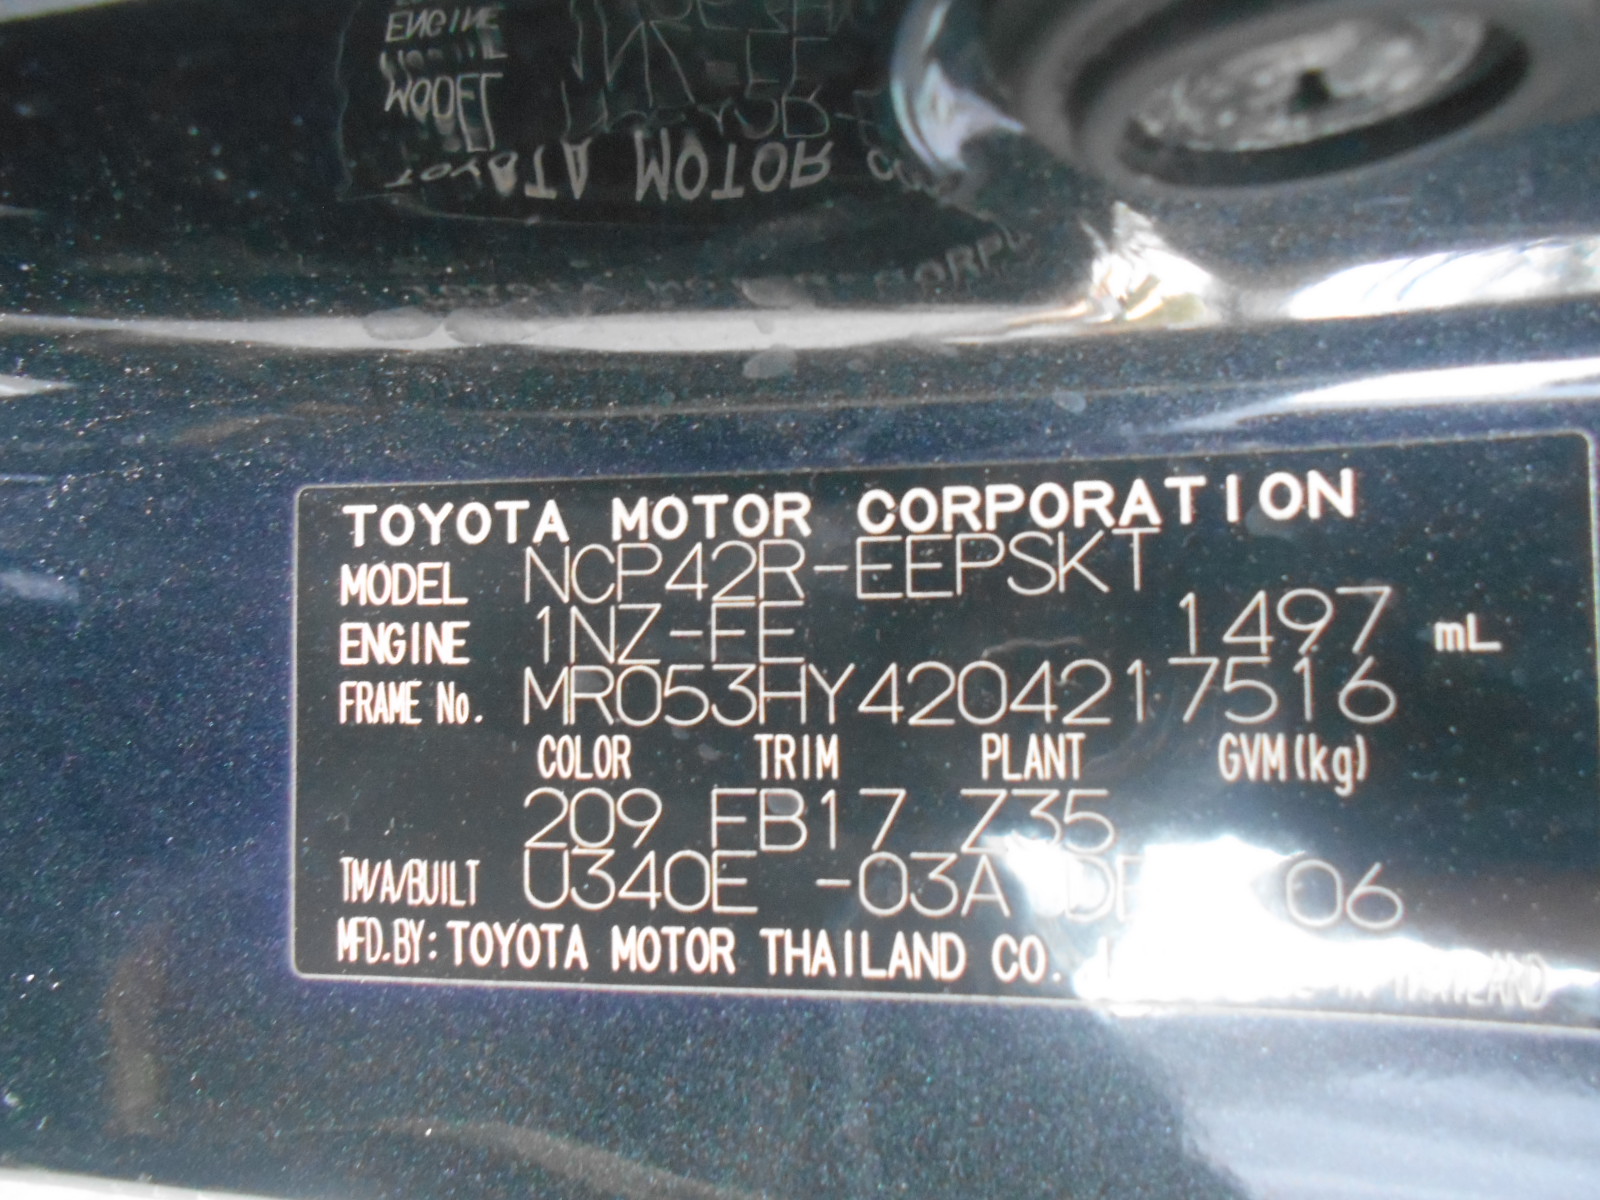 TOYOTA MOTOR CORPORATION
MODEL NCP42R-EEPSKT
ENGINE 1NZ-FE 1497 mL
FRAME No. MR053HY4204217516
COLOR TRIM PLANT GVM(kg)
209 FB17 Z35
TM/A/BUILT U340E -03A 06
MFD.BY: TOYOTA MOTOR THAILAND CO. THAILAND